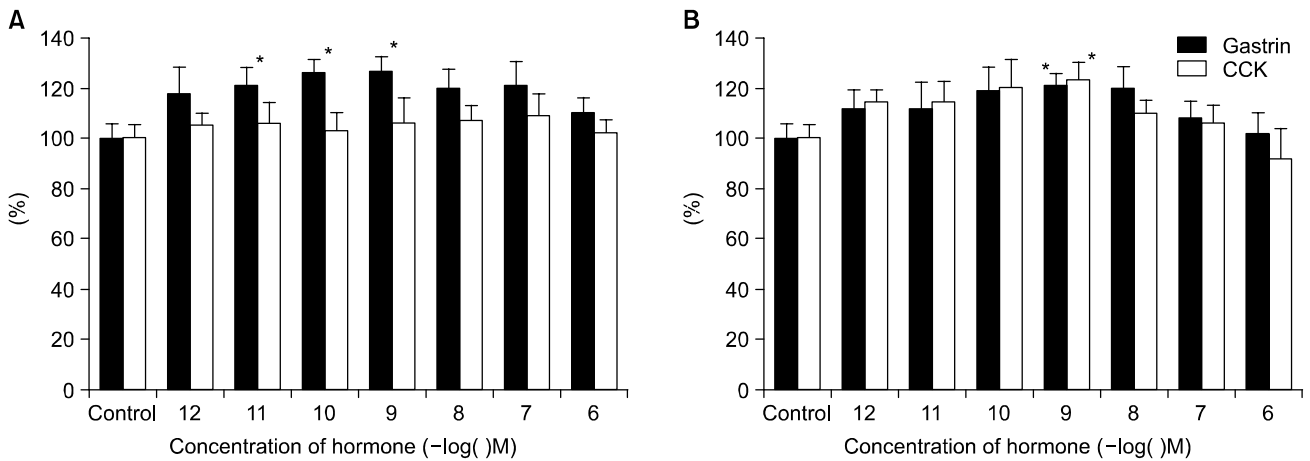 A
140
120
100
80
60
40
20
0
(%)
* * *
Control 12 11 10 9 8 7 6
Concentration of hormone (−log( )M)
B
140
120
100
80
60
40
20
0
(%)
* *
Gastrin
CCK
Control 12 11 10 9 8 7 6
Concentration of hormone (−log( )M)